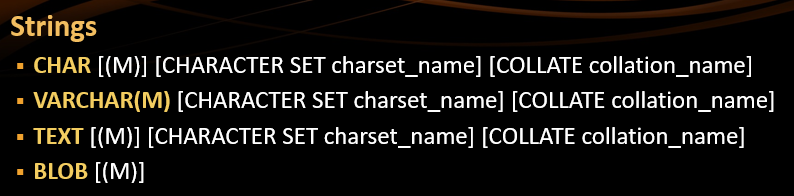 Strings
▪ CHAR [(M)] [CHARACTER SET charset_name] [COLLATE collation_name]
▪ VARCHAR(M) [CHARACTER SET charset_name] [COLLATE collation_name]
▪ TEXT [(M)] [CHARACTER SET charset_name] [COLLATE collation_name]
▪ BLOB [(M)]